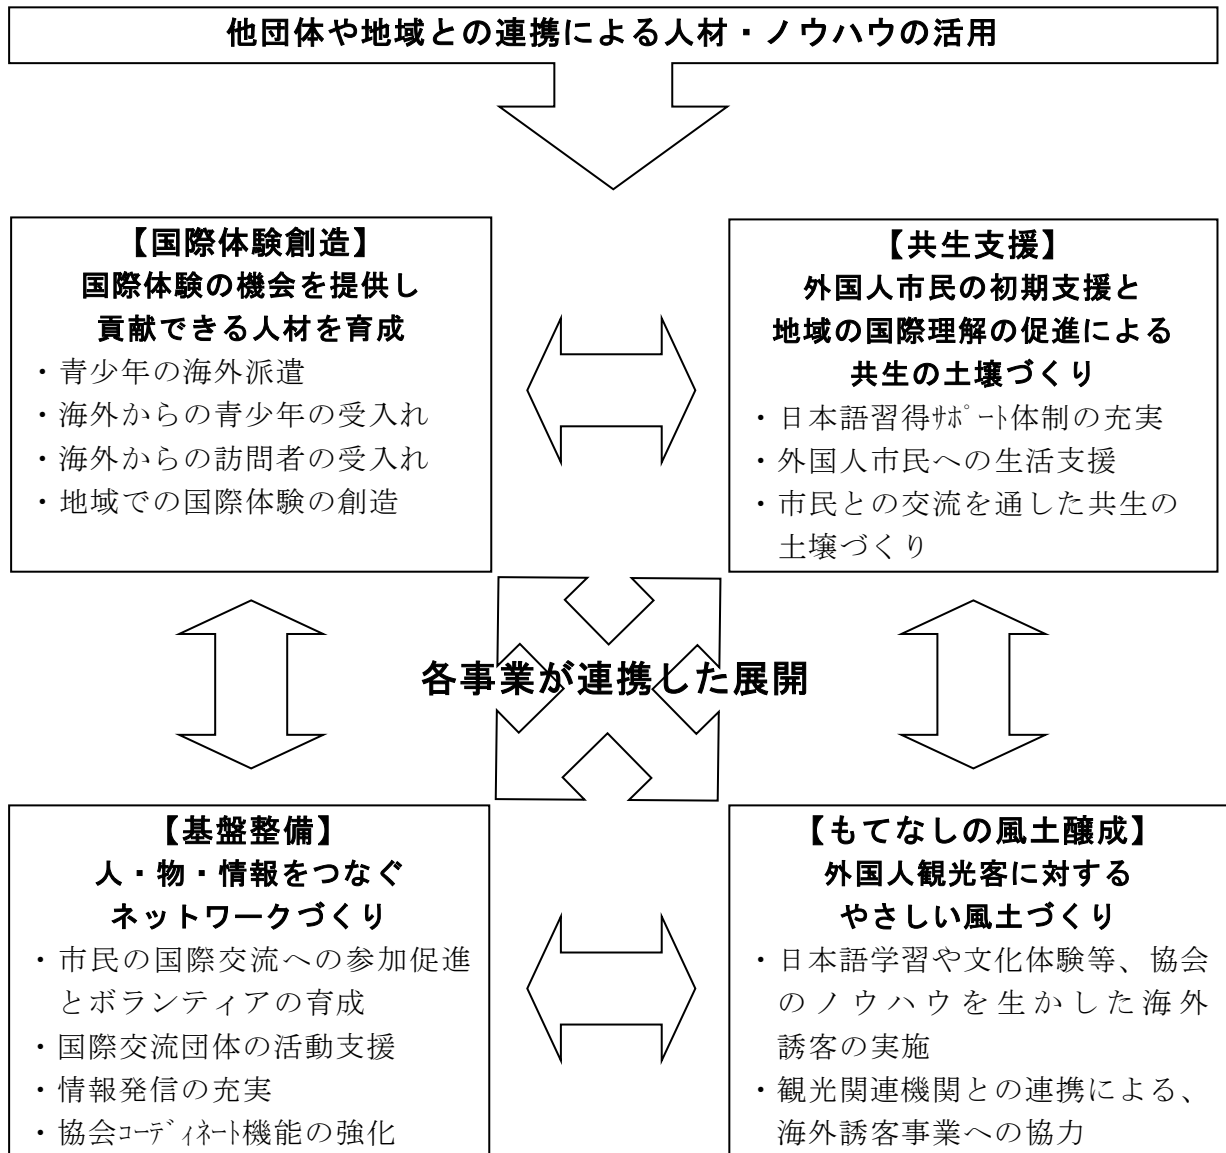 他団体や地域との連携による人材・ノウハウの活用
【国際体験創造】
国際体験の機会を提供し
貢献できる人材を育成
・青少年の海外派遣
・海外からの青少年の受入れ
・海外からの訪問者の受入れ
・地域での国際体験の創造
【共生支援】
外国人市民の初期支援と
地域の国際理解の促進による
共生の土壌づくり
・日本語習得ｻﾎﾟｰﾄ体制の充実
・外国人市民への生活支援
・市民との交流を通した共生の
土壌づくり
各事業が連携した展開
【基盤整備】
人・物・情報をつなぐ
ネットワークづくり
・市民の国際交流への参加促進
とボランティアの育成
・国際交流団体の活動支援
・情報発信の充実
・協会ｺｰﾃﾞｨﾈｰﾄ機能の強化
【もてなしの風土醸成】
外国人観光客に対する
やさしい風土づくり
・日本語学習や文化体験等、協会
のノウハウを生かした海外
誘客の実施
・観光関連機関との連携による、
海外誘客事業への協力